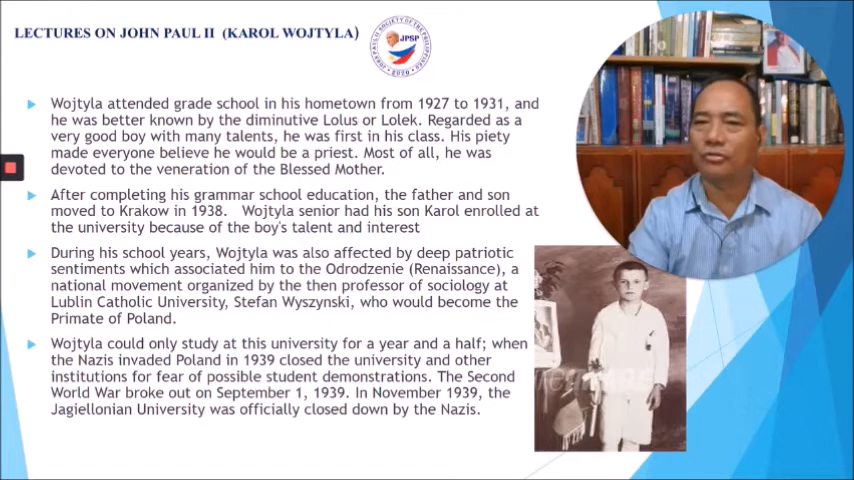 LECTURES ON JOHN PAUL II (KAROL WOJTYLA)
JOHN PAUL II SOCIETY OF THE PHILIPPINES
JPSP
2020
Wojtyla attended grade school in his hometown from 1927 to 1931, and
he was better known by the diminutive Lolus or Lolek. Regarded as a
very good boy with many talents, he was first in his class. His piety
made everyone believe he would be a priest. Most of all, he was
devoted to the veneration of the Blessed Mother.
After completing his grammar school education, the father and son
moved to Krakow in 1938. Wojtyla senior had his son Karol enrolled at
the university because of the boy's talent and interest
During his school years, Wojtyla was also affected by deep patriotic
sentiments which associated him to the Odrodzenie (Renaissance), a
national movement organized by the then professor of sociology at
Lublin Catholic University, Stefan Wyszynski, who would become the
Primate of Poland.
Wojtyla could only study at this university for a year and a half; when
the Nazis invaded Poland in 1939 closed the university and other
institutions for fear of possible student demonstrations. The Second
World War broke out on September 1, 1939. In November 1939, the
Jagiellonian University was officially closed down by the Nazis.